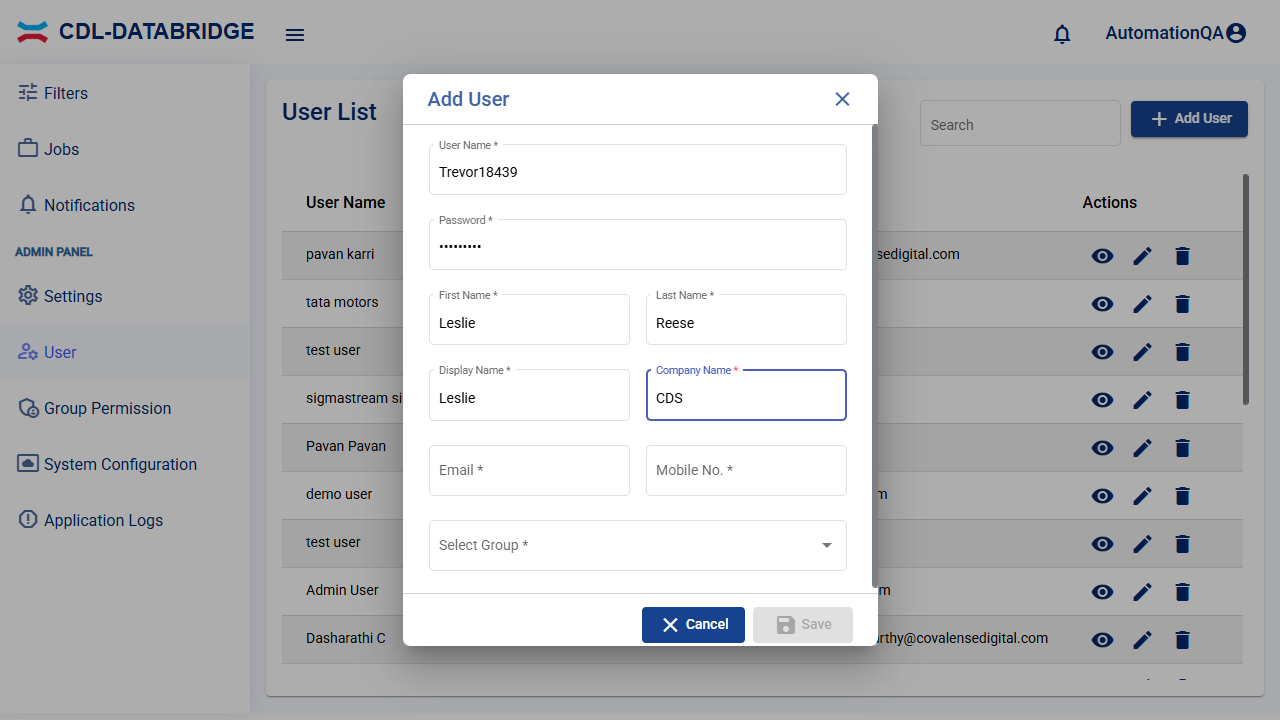 CDL-DATABRIDGE
AutomationQA
Filters
Jobs
Notifications
ADMIN PANEL
Settings
User
Group Permission
System Configuration
Application Logs
User List
Search
Add User
User Name
Actions
pavan karri
sedigital.com
tata motors
test user
sigmastream si
Pavan Pavan
demo user
m
test user
Admin User
m
Dasharathi C
arthy@covalensedigital.com
Add User
User Name *
Trevor18439
Password *
•••••••••
First Name *
Leslie
Last Name *
Reese
Display Name *
Leslie
Company Name *
CDS
Email *
Mobile No. *
Select Group *
Cancel
Save